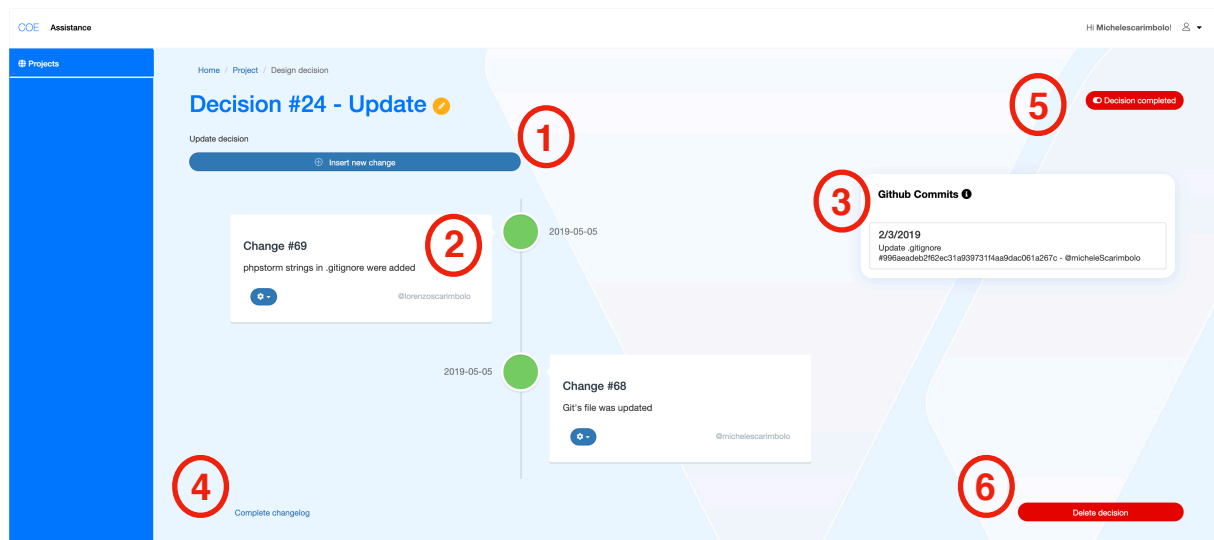 COE Assistance
Hi Michelescarimbolo!
Projects
Home / Project / Design decision
Decision #24 - Update
5
Decision completed
1
Update decision
Insert new change
3
Github Commits
2/3/2019
Update .gitignore
#996aeadeb2f62ec31a939731f4aa9dac061a267c - @micheleScarimbolo
2
Change #69
phpstorm strings in .gitignore were added
@lorenzoscarimbolo
2019-05-05
2019-05-05
Change #68
Git's file was updated
@michelescarimbolo
4
Complete changelog
6
Delete decision